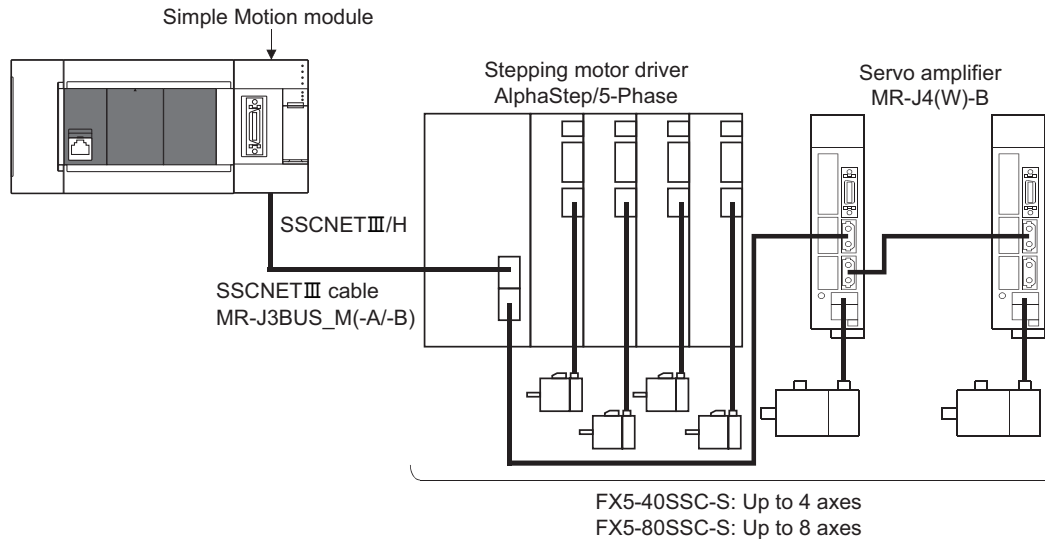 Simple Motion module
Stepping motor driver
AlphaStep/5-Phase
Servo amplifier
MR-J4(W)-B
SSCNETⅢ/H
SSCNETⅢ cable
MR-J3BUS_M(-A/-B)
FX5-40SSC-S: Up to 4 axes
FX5-80SSC-S: Up to 8 axes